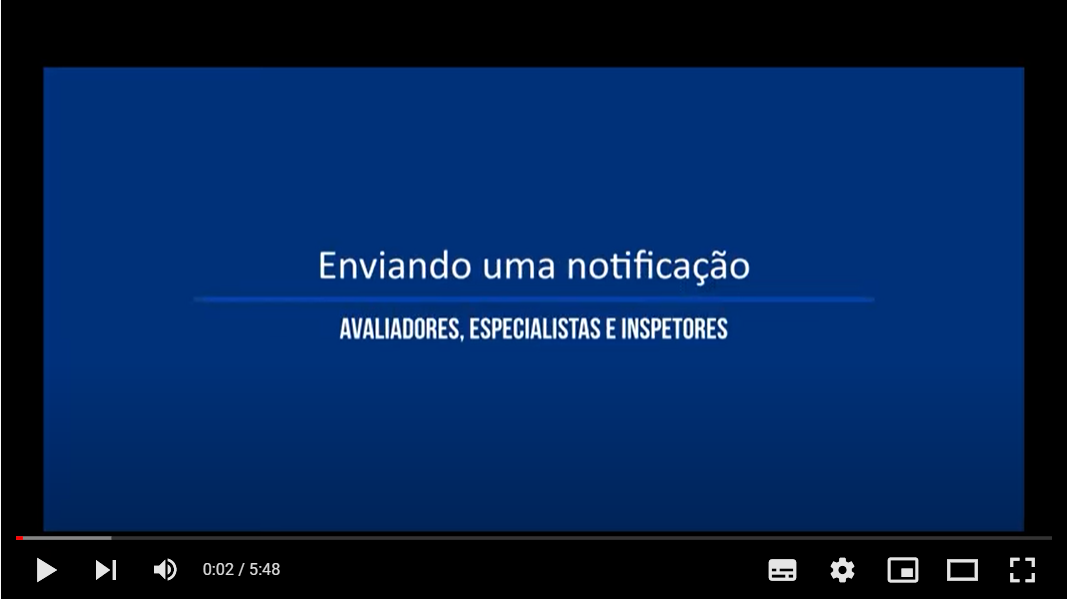 Enviando uma notificação
AVALIADORES, ESPECIALISTAS E INSPETORES
0:02 / 5:48